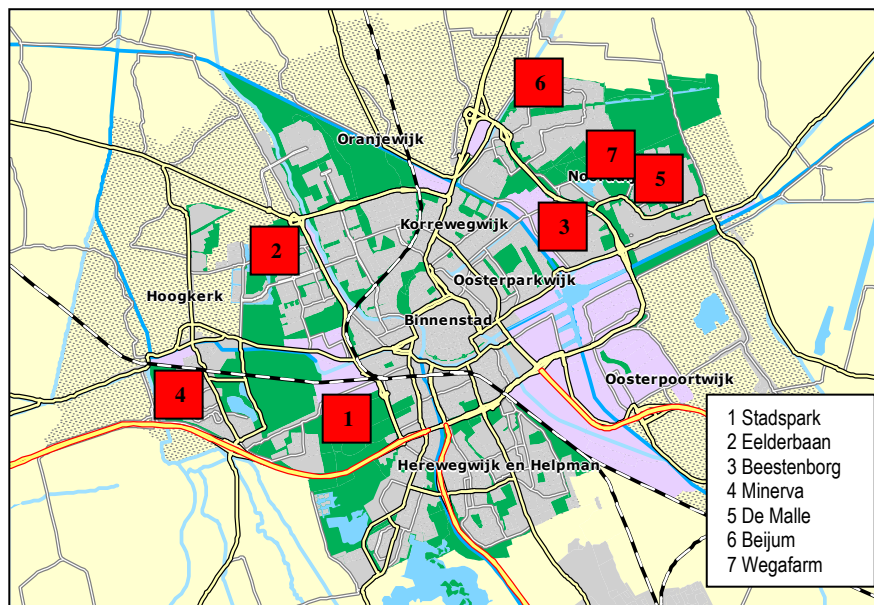 6
Oranjewijk
7
Noorddijk
5
Korrewegwijk
3
2
Oosterparkwijk
Hoogkerk
Binnenstad
Oosterpoortwijk
4
1
Herewegwijk en Helpman
1 Stadspark
2 Eelderbaan
3 Beestenborg
4 Minerva
5 De Malle
6 Beijum
7 Wegafarm